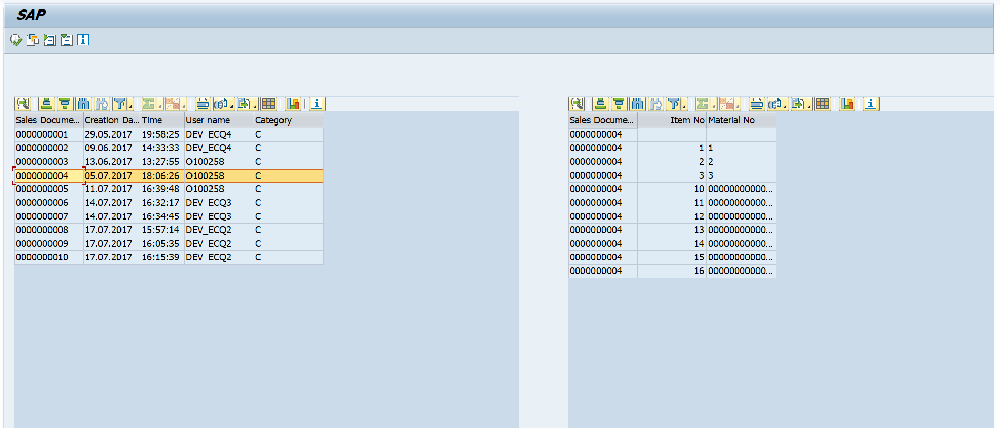 SAP
Sales Docume... Creation Da... Time User name Category
0000000001 29.05.2017 19:58:25 DEV_ECQ4 C
0000000002 09.06.2017 14:33:33 DEV_ECQ4 C
0000000003 13.06.2017 13:27:55 O100258 C
0000000004 05.07.2017 18:06:26 O100258 C
0000000005 11.07.2017 16:39:48 O100258 C
0000000006 14.07.2017 16:32:17 DEV_ECQ3 C
0000000007 14.07.2017 16:34:45 DEV_ECQ3 C
0000000008 17.07.2017 15:57:14 DEV_ECQ2 C
0000000009 17.07.2017 16:05:35 DEV_ECQ2 C
0000000010 17.07.2017 16:15:39 DEV_ECQ2 C
Sales Docume... Item No Material No
0000000004
0000000004 1 1
0000000004 2 2
0000000004 3 3
0000000004 10 00000000000...
0000000004 11 00000000000...
0000000004 12 00000000000...
0000000004 13 00000000000...
0000000004 14 00000000000...
0000000004 15 00000000000...
0000000004 16 00000000000...